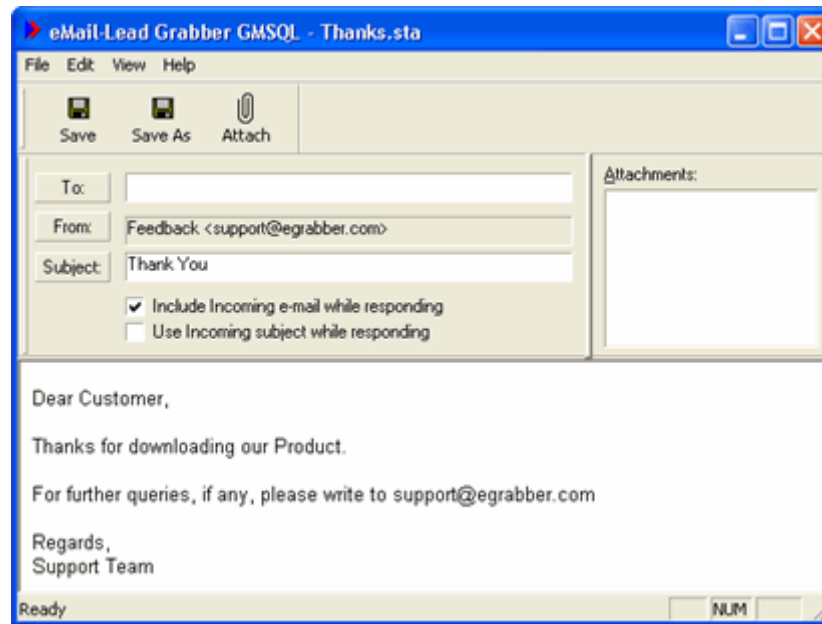 eMail-Lead Grabber GMSQL - Thanks.sta
File Edit View Help
Save Save As Attach
To:
From: Feedback <support@egrabber.com>
Subject: Thank You
Include Incoming e-mail while responding
Use Incoming subject while responding
Attachments:
Dear Customer,
Thanks for downloading our Product.
For further queries, if any, please write to support@egrabber.com
Regards,
Support Team
Ready NUM